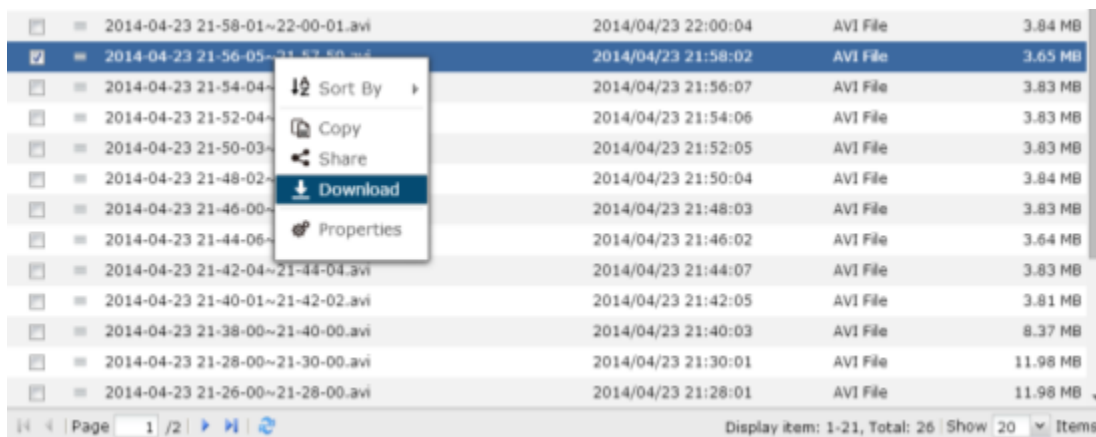 2014-04-23 21-58-01~22-00-01.avi 2014/04/23 22:00:04 AVI File 3.84 MB
2014-04-23 21-56-05~21-57-59.avi 2014/04/23 21:58:02 AVI File 3.65 MB
2014-04-23 21-54-04~ 2014/04/23 21:56:07 AVI File 3.83 MB
2014-04-23 21-52-04~ 2014/04/23 21:54:06 AVI File 3.83 MB
2014-04-23 21-50-03~ 2014/04/23 21:52:05 AVI File 3.83 MB
2014-04-23 21-48-02~ 2014/04/23 21:50:04 AVI File 3.84 MB
2014-04-23 21-46-00~ 2014/04/23 21:48:03 AVI File 3.83 MB
2014-04-23 21-44-06~ 2014/04/23 21:46:02 AVI File 3.64 MB
2014-04-23 21-42-04~21-44-04.avi 2014/04/23 21:44:07 AVI File 3.83 MB
2014-04-23 21-40-01~21-42-02.avi 2014/04/23 21:42:05 AVI File 3.81 MB
2014-04-23 21-38-00~21-40-00.avi 2014/04/23 21:40:03 AVI File 8.37 MB
2014-04-23 21-28-00~21-30-00.avi 2014/04/23 21:30:01 AVI File 11.98 MB
2014-04-23 21-26-00~21-28-00.avi 2014/04/23 21:28:01 AVI File 11.98 MB
Sort By
Copy
Share
Download
Properties
Page 1 /2 Display item: 1-21, Total: 26 Show 20 Items